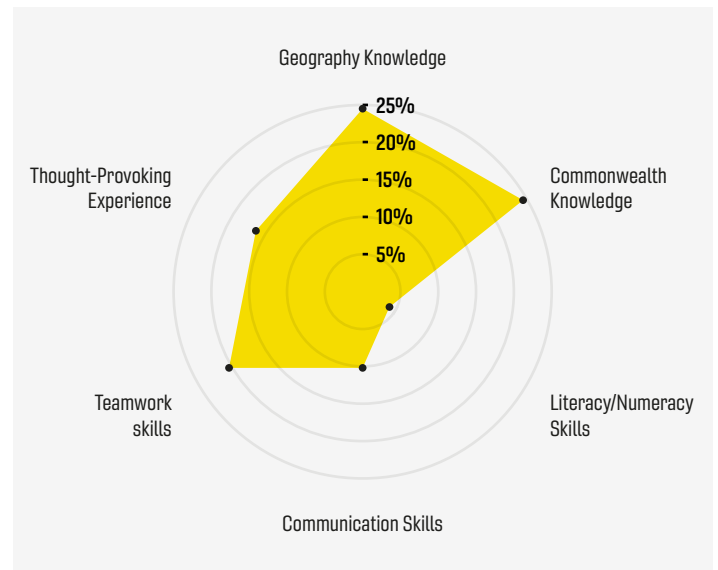 Geography Knowledge
25%
20%
15%
10%
5%
Commonwealth
Knowledge
Thought-Provoking
Experience
Teamwork
skills
Literacy/Numeracy
Skills
Communication Skills